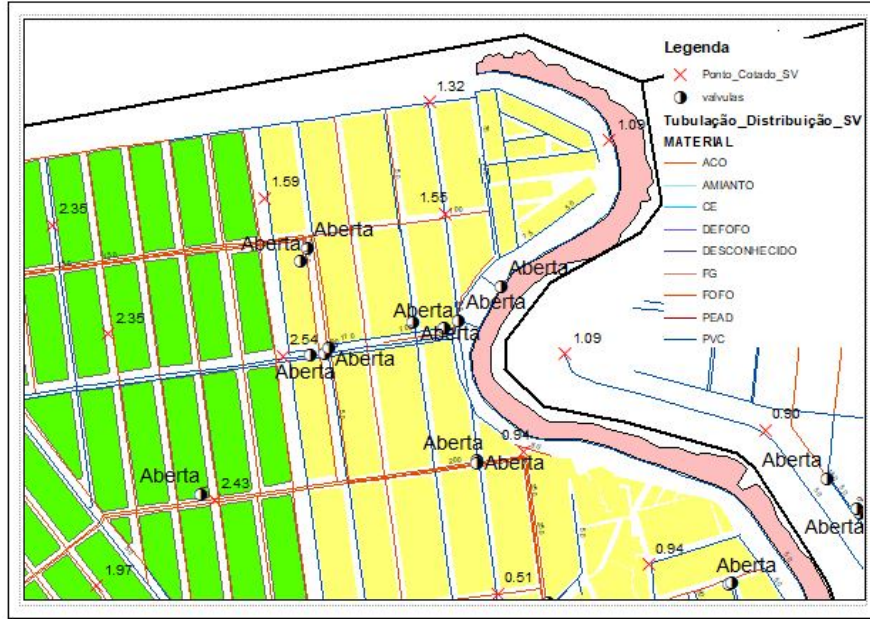 Legenda
Ponto_Cotado_SV
valvulas
Tubulação_Distribuição_SV
MATERIAL
ACO
AMIANTO
CE
DEFOFO
DESCONHECIDO
FG
FOFO
PEAD
PVC
1.32
1.09
1.59
1.55
2.35
Aberta
Aberta
Aberta
Aberta
Aberta
Aberta
2.35
2.54
Aberta
Aberta
1.09
0.90
0.94
Aberta
Aberta
Aberta
Aberta
2.43
Aberta
0.94
Aberta
1.97
0.51